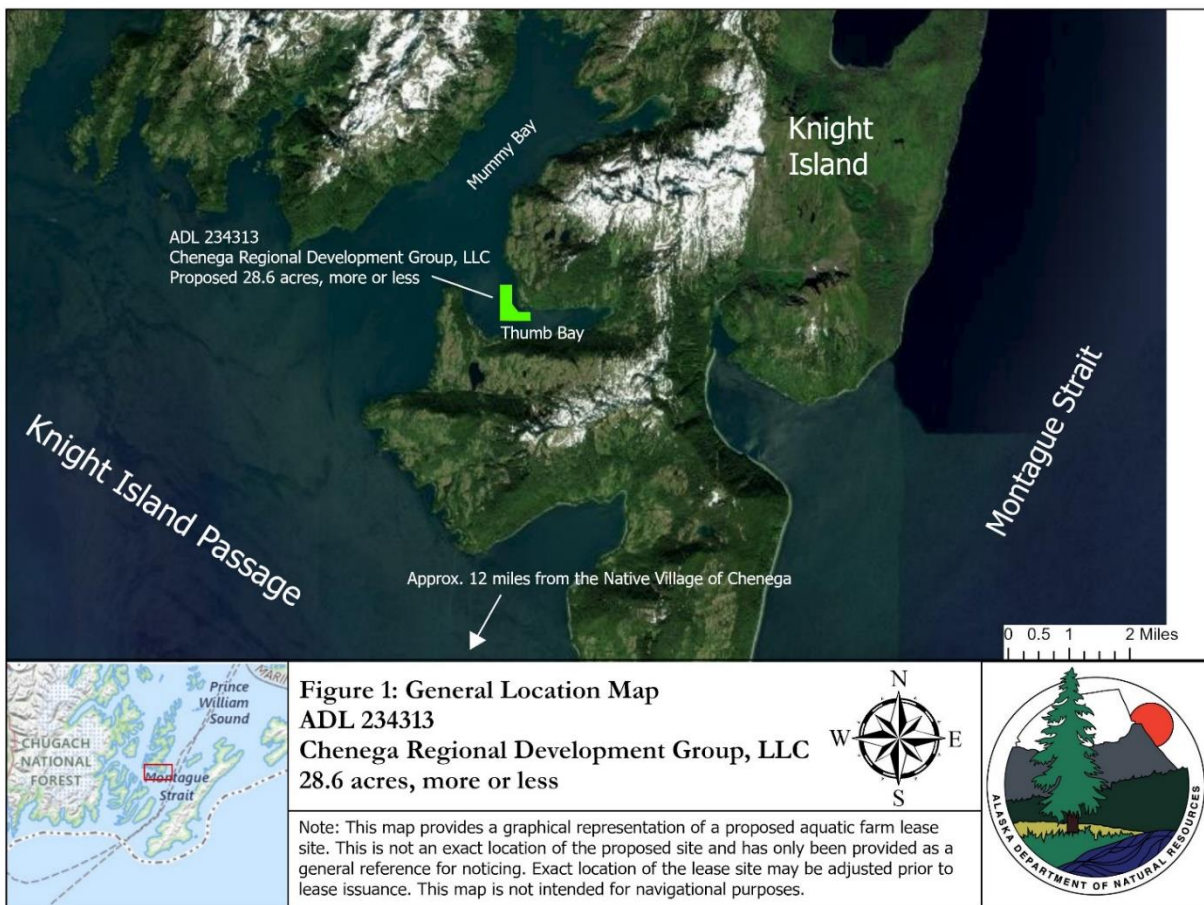 Knight
Island
Mummy Bay
ADL 234313
Chenega Regional Development Group, LLC
Proposed 28.6 acres, more or less
Thumb Bay
Knight Island Passage
Montague Strait
Approx. 12 miles from the Native Village of Chenega
0 0.5 1 2 Miles
Prince
William
Sound
CHUGACH
NATIONAL
FOREST
Montague
Strait
Figure 1: General Location Map
ADL 234313
Chenega Regional Development Group, LLC
28.6 acres, more or less
N
W E
S
Note: This map provides a graphical representation of a proposed aquatic farm lease
site. This is not an exact location of the proposed site and has only been provided as a
general reference for noticing. Exact location of the lease site may be adjusted prior to
lease issuance. This map is not intended for navigational purposes.
ALASKA DEPARTMENT OF NATURAL RESOURCES